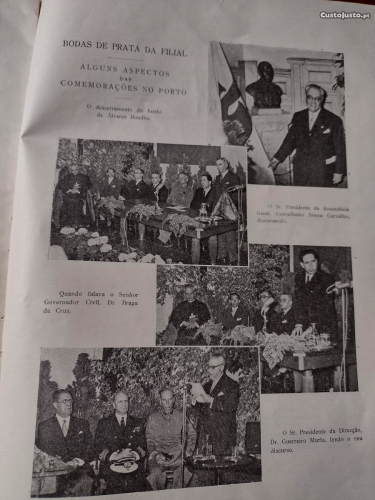 CustoJusto.pt
BODAS DE PRATA DA FILIAL
ALGUNS ASPECTOS
DAS
COMEMORAÇÕES NO PORTO
O descerramento do busto
de Álvaro Botelho
O Sr. Presidente da Assembleia
Geral, Conselheiro Sousa Carvalho,
discursando.
Quando falava o Senhor
Governador Civil, Dr. Braga
da Cruz.
O Sr. Presidente da Direcção,
Dr. Guerreiro Murta, lendo o seu
discurso.